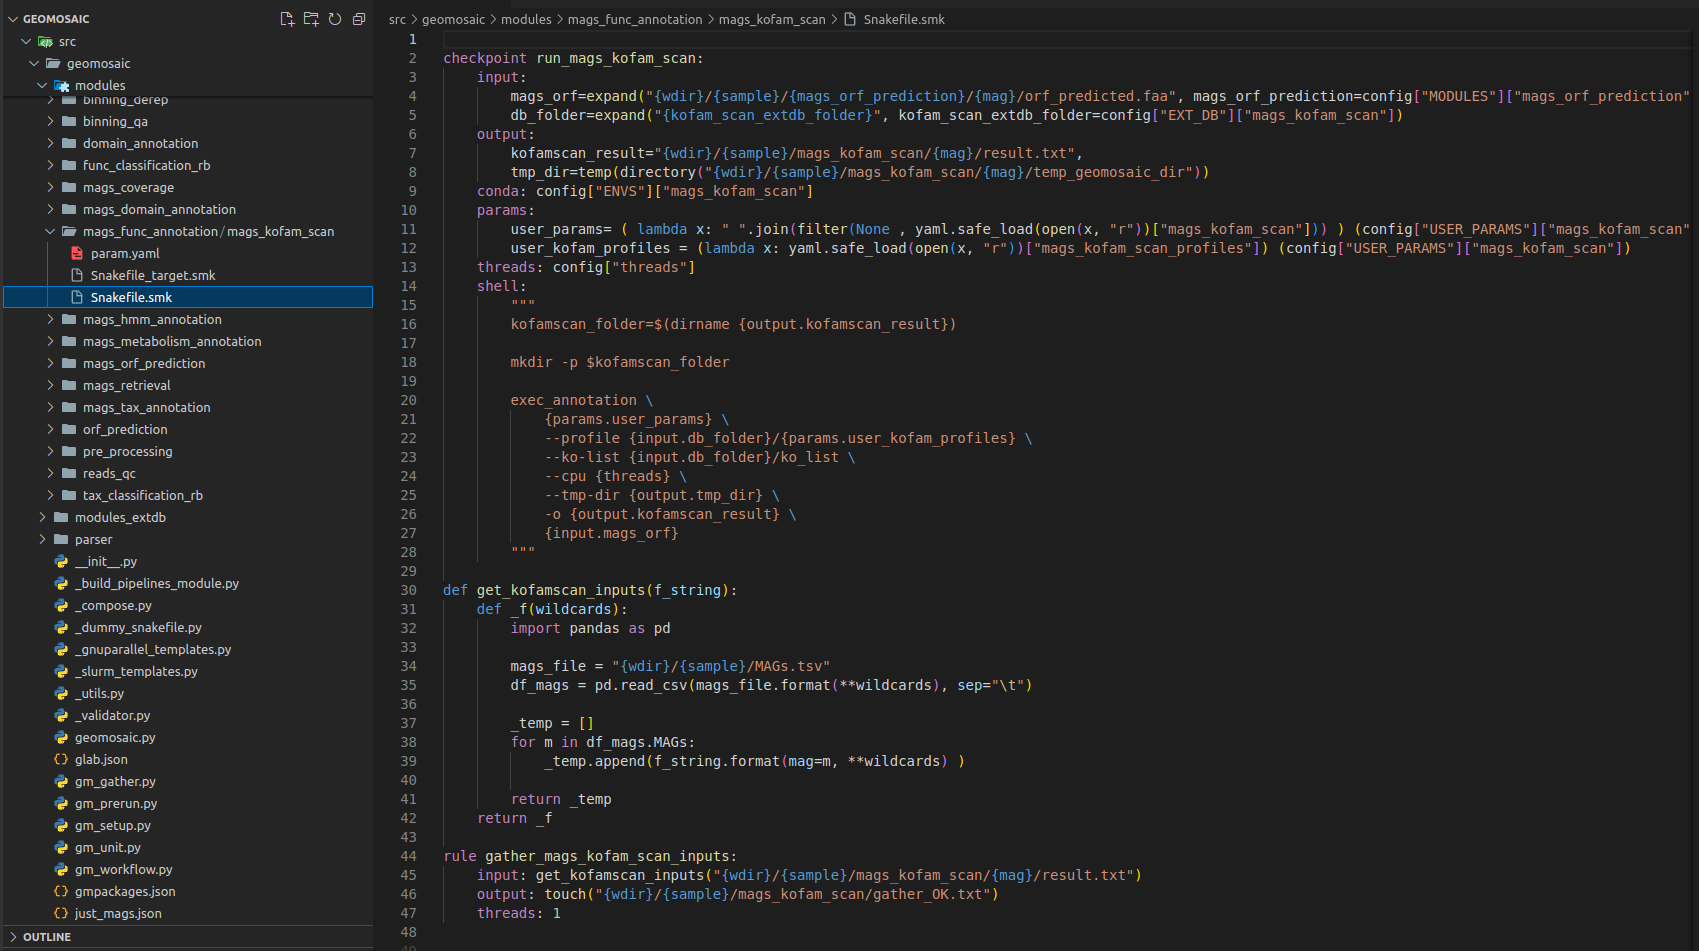 GEOMOSAIC
src
geomosaic
modules
binning_derep
binning_qa
domain_annotation
func_classification_rb
mags_coverage
mags_domain_annotation
mags_func_annotation / mags_kofam_scan
param.yaml
Snakefile_target.smk
Snakefile.smk
mags_hmm_annotation
mags_metabolism_annotation
mags_orf_prediction
mags_retrieval
mags_tax_annotation
orf_prediction
pre_processing
reads_qc
tax_classification_rb
modules_extdb
parser
__init__.py
_build_pipelines_module.py
_compose.py
_dummy_snakefile.py
_gnuparallel_templates.py
_slurm_templates.py
_utils.py
_validator.py
geomosaic.py
glab.json
gm_gather.py
gm_prerun.py
gm_setup.py
gm_unit.py
gm_workflow.py
gmpackages.json
just_mags.json
OUTLINE
src > geomosaic > modules > mags_func_annotation > mags_kofam_scan > Snakefile.smk
1
2 checkpoint run_mags_kofam_scan:
3     input:
4         mags_orf=expand("{wdir}/{sample}/{mags_orf_prediction}/{mag}/orf_predicted.faa", mags_orf_prediction=config["MODULES"]["mags_orf_prediction"
5         db_folder=expand("{kofam_scan_extdb_folder}", kofam_scan_extdb_folder=config["EXT_DB"]["mags_kofam_scan"])
6     output:
7         kofamscan_result="{wdir}/{sample}/mags_kofam_scan/{mag}/result.txt",
8         tmp_dir=temp(directory("{wdir}/{sample}/mags_kofam_scan/{mag}/temp_geomosaic_dir"))
9     conda: config["ENVS"]["mags_kofam_scan"]
10     params:
11         user_params= ( lambda x: " ".join(filter(None , yaml.safe_load(open(x, "r"))["mags_kofam_scan"])) ) (config["USER_PARAMS"]["mags_kofam_scan"
12         user_kofam_profiles = (lambda x: yaml.safe_load(open(x, "r"))["mags_kofam_scan_profiles"]) (config["USER_PARAMS"]["mags_kofam_scan"])
13     threads: config["threads"]
14     shell:
15         """
16         kofamscan_folder=$(dirname {output.kofamscan_result})
17
18         mkdir -p $kofamscan_folder
19
20         exec_annotation \
21             {params.user_params} \
22             --profile {input.db_folder}/{params.user_kofam_profiles} \
23             --ko-list {input.db_folder}/ko_list \
24             --cpu {threads} \
25             --tmp-dir {output.tmp_dir} \
26             -o {output.kofamscan_result} \
27             {input.mags_orf}
28         """
29
30 def get_kofamscan_inputs(f_string):
31     def _f(wildcards):
32         import pandas as pd
33
34         mags_file = "{wdir}/{sample}/MAGs.tsv"
35         df_mags = pd.read_csv(mags_file.format(**wildcards), sep="\t")
36
37         _temp = []
38         for m in df_mags.MAGs:
39             _temp.append(f_string.format(mag=m, **wildcards) )
40
41         return _temp
42     return _f
43
44 rule gather_mags_kofam_scan_inputs:
45     input: get_kofamscan_inputs("{wdir}/{sample}/mags_kofam_scan/{mag}/result.txt")
46     output: touch("{wdir}/{sample}/mags_kofam_scan/gather_OK.txt")
47     threads: 1
48
49